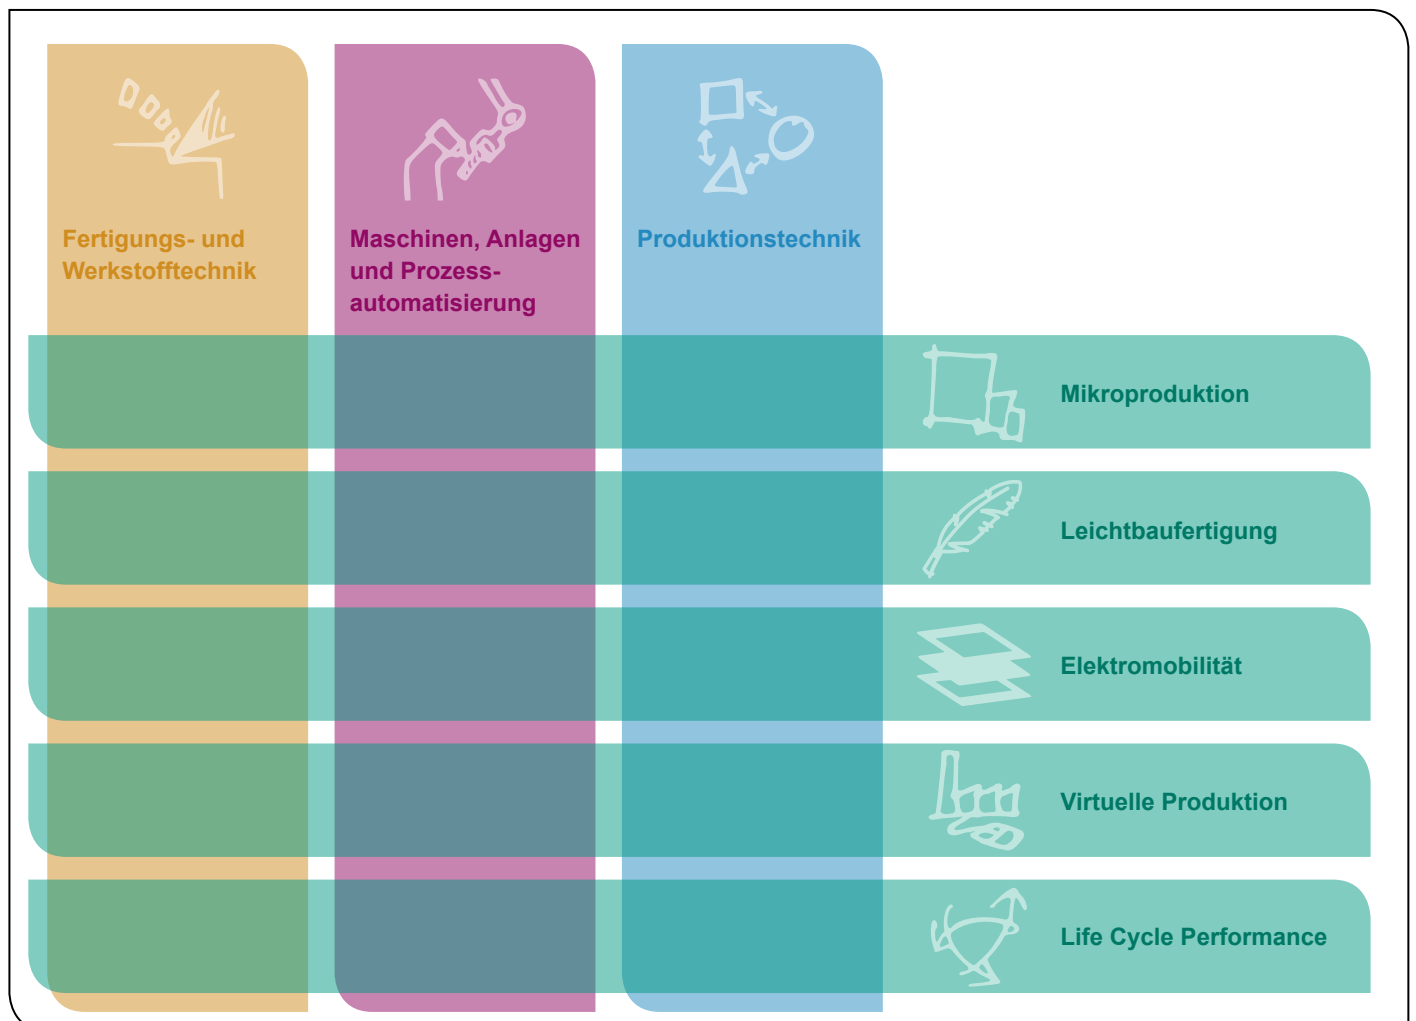 Fertigungs- und
Werkstofftechnik
Maschinen, Anlagen
und Prozess-
automatisierung
Produktionstechnik
Mikroproduktion
Leichtbaufertigung
Elektromobilität
Virtuelle Produktion
Life Cycle Performance